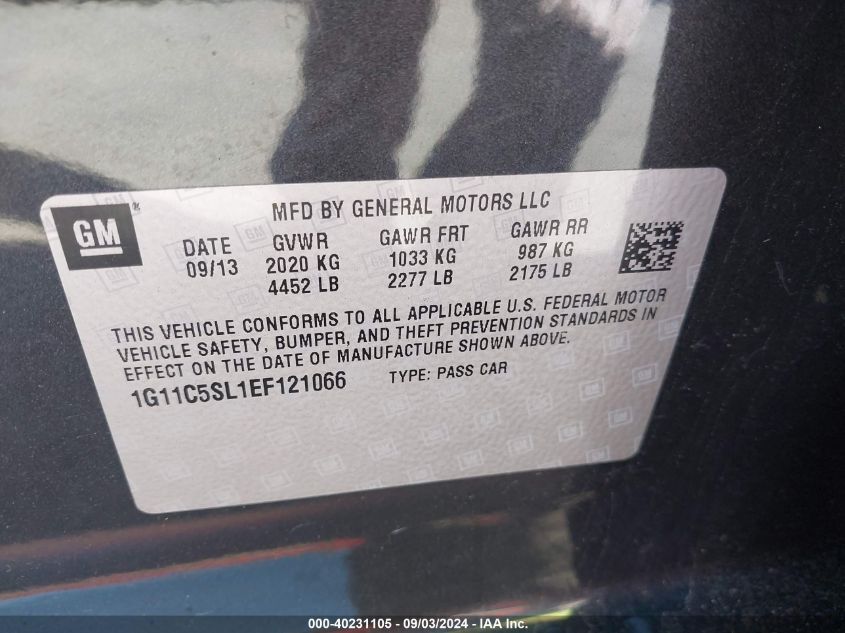 GM
MFD BY GENERAL MOTORS LLC
DATE GVWR GAWR FRT GAWR RR
09/13 2020 KG 1033 KG 987 KG
4452 LB 2277 LB 2175 LB
THIS VEHICLE CONFORMS TO ALL APPLICABLE U.S. FEDERAL MOTOR
VEHICLE SAFETY, BUMPER, AND THEFT PREVENTION STANDARDS IN
EFFECT ON THE DATE OF MANUFACTURE SHOWN ABOVE.
1G11C5SL1EF121066 TYPE: PASS CAR
000-40231105 - 09/03/2024 - IAA Inc.